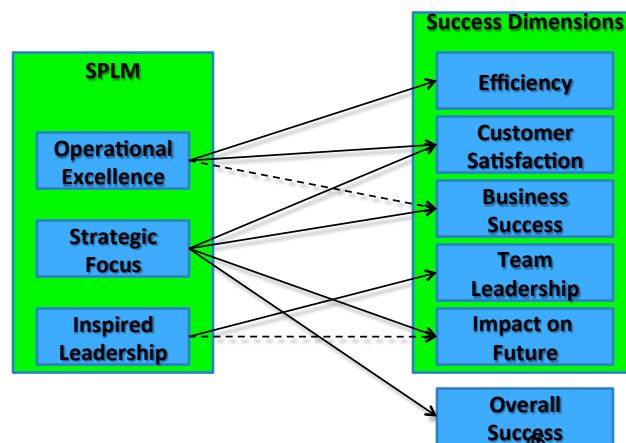 Success Dimensions
SPLM
Efficiency
Operational
Excellence
Customer
Satisfaction
Strategic
Focus
Business
Success
Team
Leadership
Inspired
Leadership
Impact on
Future
Overall
Success